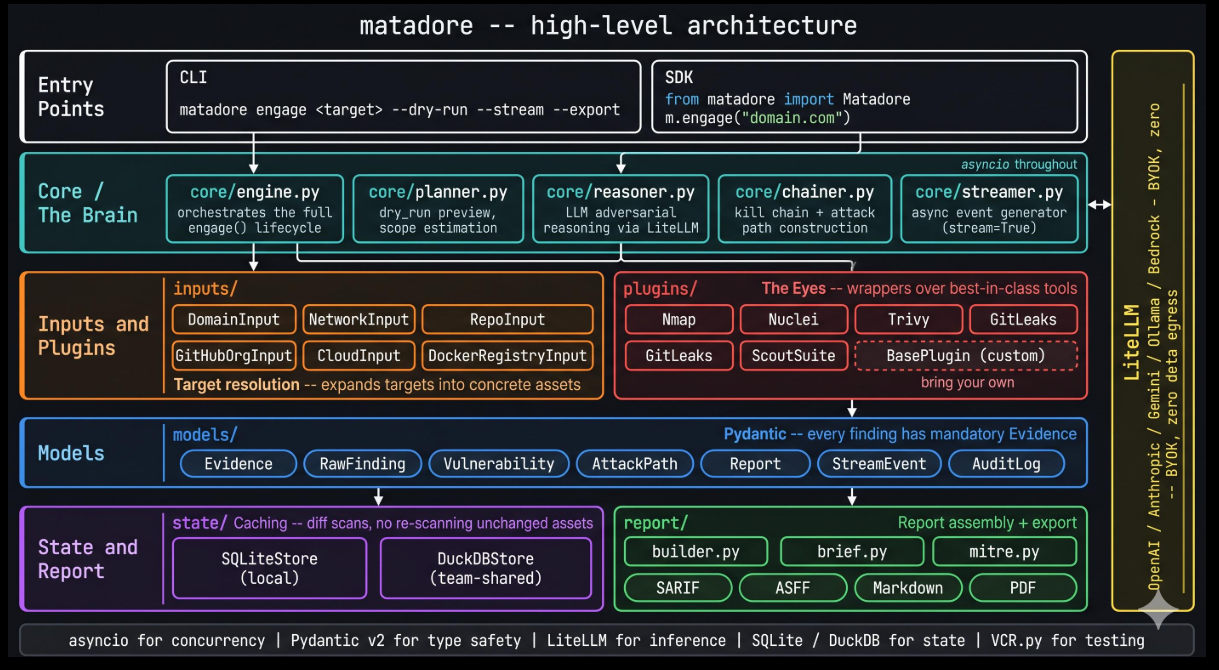 matadore -- high-level architecture
Entry
Points
CLI
matadore engage <target> --dry-run --stream --export
SDK
from matadore import Matadore
m.engage("domain.com")
Core /
The Brain
asyncio throughout
core/engine.py
orchestrates the full
engage() lifecycle
core/planner.py
dry_run preview,
scope estimation
core/reasoner.py
LLM adversarial
reasoning via LiteLLM
core/chainer.py
kill chain + attack
path construction
core/streamer.py
async event generator
(stream=True)
Inputs and
Plugins
inputs/
DomainInput
NetworkInput
RepoInput
GitHubOrgInput
CloudInput
DockerRegistryInput
Target resolution -- expands targets into concrete assets
plugins/
The Eyes -- wrappers over best-in-class tools
Nmap
Nuclei
Trivy
GitLeaks
GitLeaks
ScoutSuite
BasePlugin (custom)
bring your own
Models
models/
Pydantic -- every finding has mandatory Evidence
Evidence
RawFinding
Vulnerability
AttackPath
Report
StreamEvent
AuditLog
State and
Report
state/ Caching -- diff scans, no re-scanning unchanged assets
SQLiteStore
(local)
DuckDBStore
(team-shared)
report/
Report assembly + export
builder.py
brief.py
mitre.py
SARIF
ASFF
Markdown
PDF
LiteLLM
OpenAI / Anthropic / Gemini / Ollama / Bedrock - BYOK, zero
-- BYOK, zero deta egress
asyncio for concurrency | Pydantic v2 for type safety | LiteLLM for inference | SQLite / DuckDB for state | VCR.py for testing